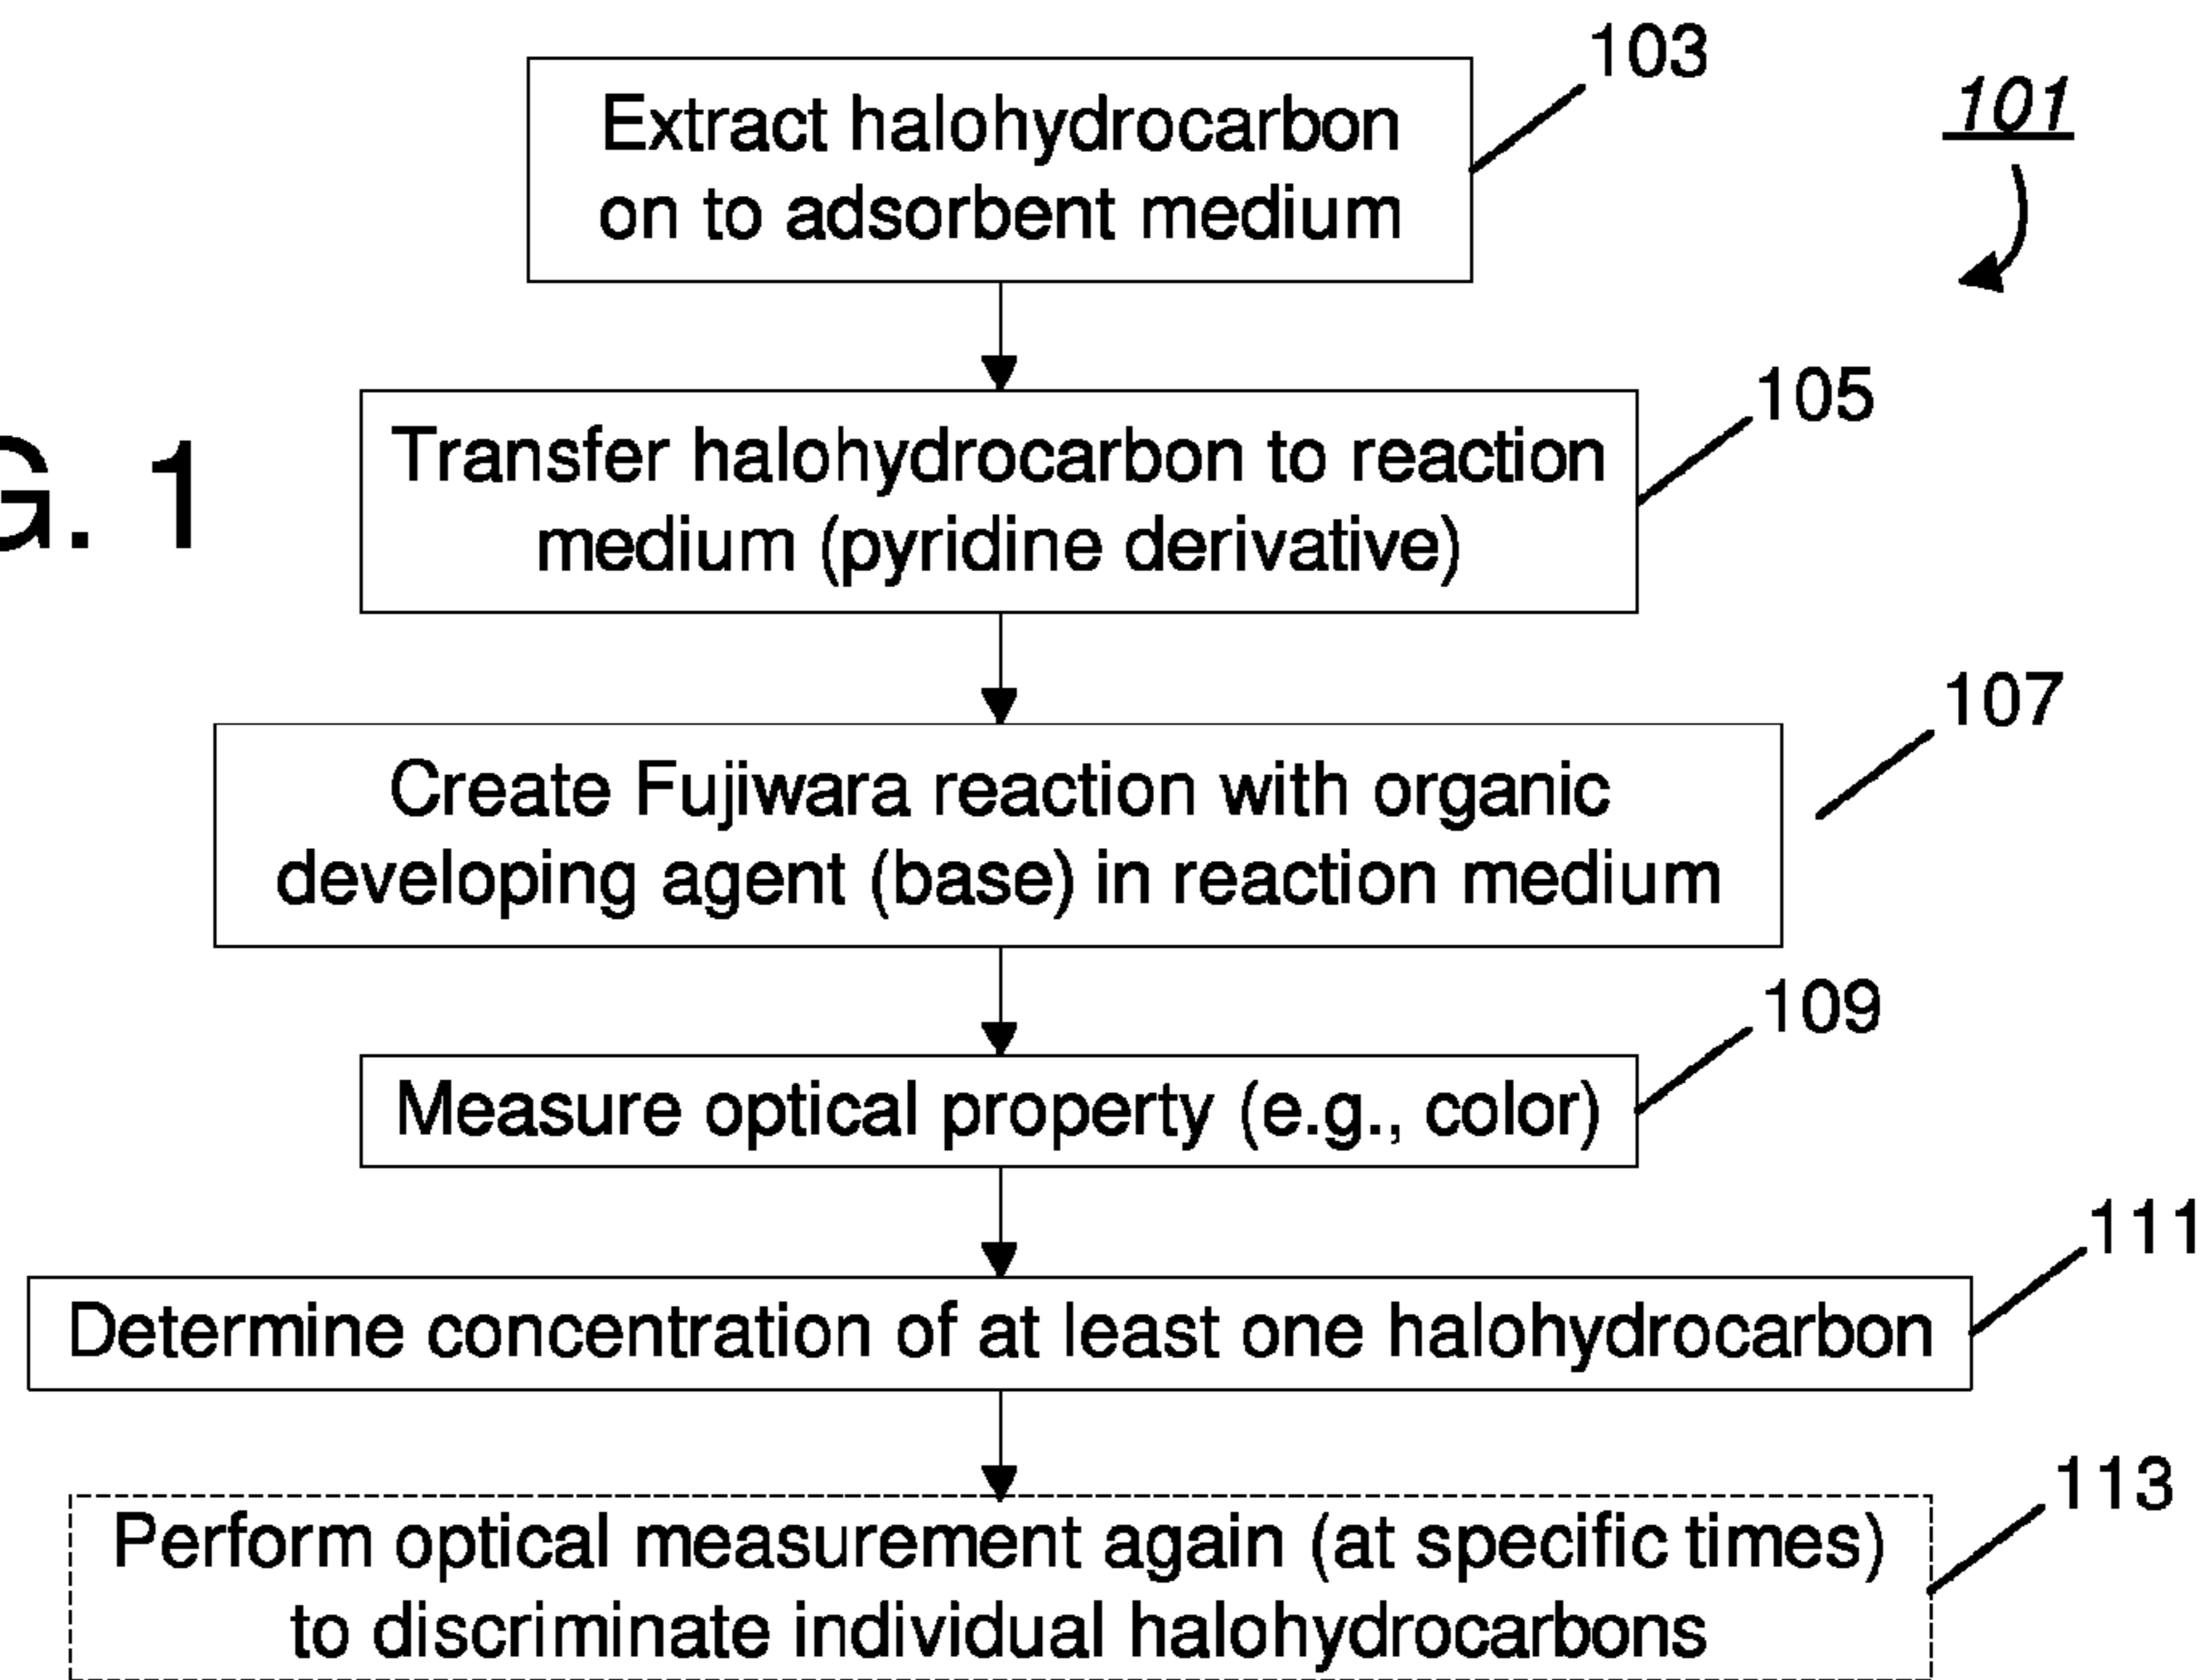 103
Extract halohydrocarbon
on to adsorbent medium
101
105
Transfer halohydrocarbon to reaction
medium (pyridine derivative)
G. 1
107
Create Fujiwara reaction with organic
developing agent (base) in reaction medium
109
Measure optical property (e.g., color)
111
Determine concentration of at least one halohydrocarbon
113
Perform optical measurement again (at specific times)
to discriminate individual halohydrocarbons